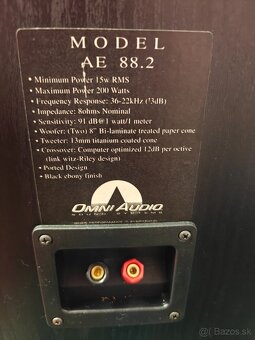 MODEL
AE 88.2
• Minimum Power 15w RMS
• Maximum Power 200 Watts
• Frequency Response: 36-22kHz (?3dB)
• Impedance: 8ohms Nominal
• Sensitivity: 91 dB@1 watt/1 meter
• Woofer: (Two) 8" Bi-laminate treated paper cone
• Tweeter: 13mm titanium coated cone
• Crossover: Computer optimized 12dB per octive
(link witz-Riley design)
• Ported Design
• Black ebony finish
OMNI AUDIO
SOUND SYSTEMS
bazar.sk